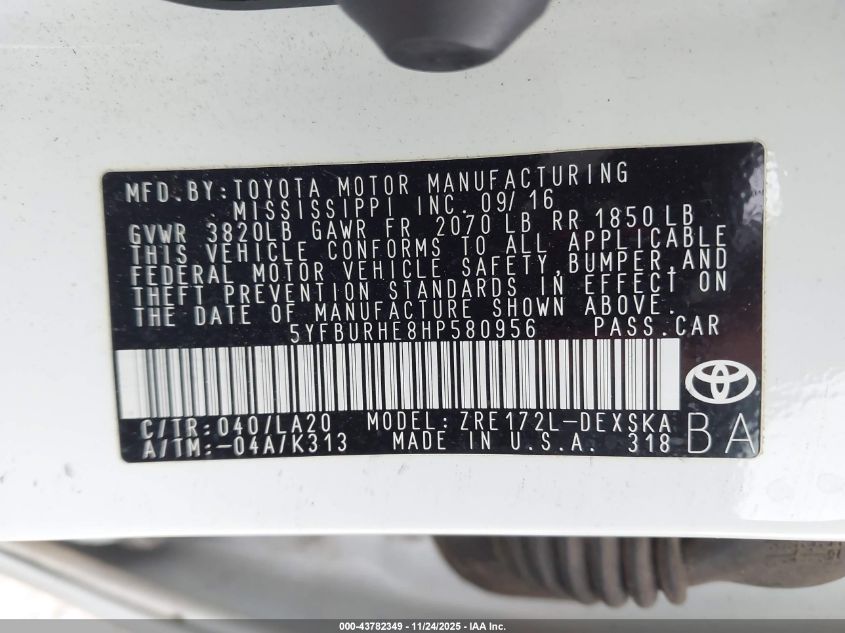 MFD.BY:TOYOTA MOTOR MANUFACTURING
MISSISSIPPI INC. 09/16
GVWR 3820LB GAWR FR 2070 LB RR 1850 LB
THIS VEHICLE CONFORMS TO ALL APPLICABLE
FEDERAL MOTOR VEHICLE SAFETY,BUMPER,AND
THEFT PREVENTION STANDARDS IN EFFECT ON
THE DATE OF MANUFACTURE SHOWN ABOVE.
5YFBURHE8HP580956 PASS.CAR
C/TR:040/LA20 MODEL:ZRE172L-DEXSKA
A/TM:-04A/K313 MADE IN U.S.A. 318 BA
000-43782349 - 11/24/2025 - IAA Inc.